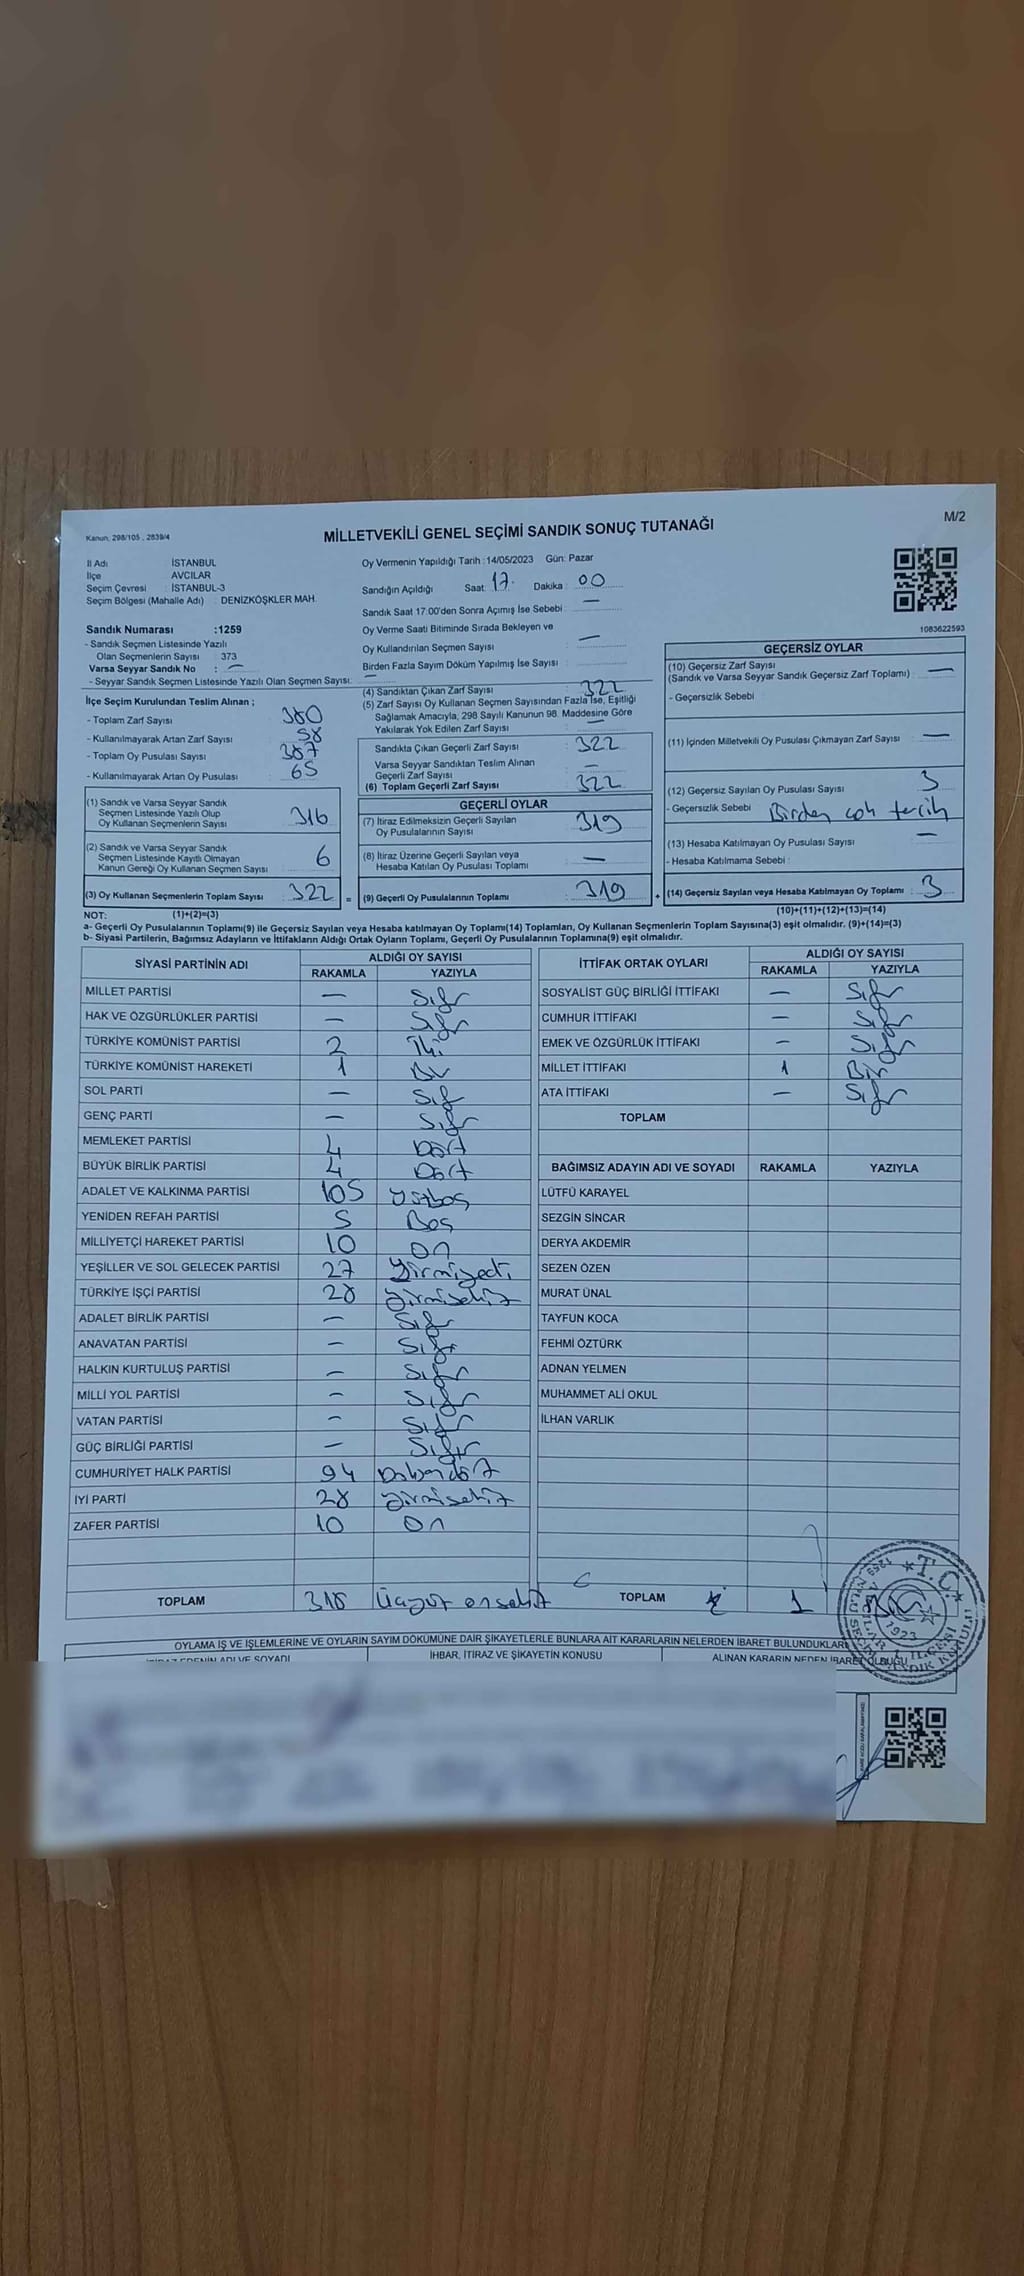 Kanun, 298/105 , 2839/4
MİLLETVEKİLİ GENEL SEÇİMİ SANDIK SONUÇ TUTANAĞI
M/2
İl Adı : İSTANBUL
İlçe : AVCILAR
Seçim Çevresi : İSTANBUL-3
Seçim Bölgesi (Mahalle Adı) : DENİZKÖŞKLER MAH.
Oy Vermenin Yapıldığı Tarih :14/05/2023 Gün: Pazar
Sandığın Açıldığı Saat: 17. Dakika : 00
Sandık Saat 17:00'den Sonra Açımış İse Sebebi : —
Oy Verme Saati Bitiminde Sırada Bekleyen ve
Oy Kullandırılan Seçmen Sayısı : —
Birden Fazla Sayım Döküm Yapılmış İse Sayısı : —
1083622593
Sandık Numarası :1259
- Sandık Seçmen Listesinde Yazılı
Olan Seçmenlerin Sayısı : 373
Varsa Seyyar Sandık No : —
- Seyyar Sandık Seçmen Listesinde Yazılı Olan Seçmen Sayısı:
İlçe Seçim Kurulundan Teslim Alınan ;
- Toplam Zarf Sayısı : 380
- Kullanılmayarak Artan Zarf Sayısı : 58
- Toplam Oy Pusulası Sayısı : 387
- Kullanılmayarak Artan Oy Pusulası : 65
(4) Sandıktan Çıkan Zarf Sayısı : 322
(5) Zarf Sayısı Oy Kullanan Seçmen Sayısından Fazla İse, Eşitliği
Sağlamak Amacıyla, 298 Sayılı Kanunun 98. Maddesine Göre
Yakılarak Yok Edilen Zarf Sayısı : —
Sandıkta Çıkan Geçerli Zarf Sayısı : 322
Varsa Seyyar Sandıktan Teslim Alınan
Geçerli Zarf Sayısı : —
(6) Toplam Geçerli Zarf Sayısı : 322
GEÇERSİZ OYLAR
(10) Geçersiz Zarf Sayısı
(Sandık ve Varsa Seyyar Sandık Geçersiz Zarf Toplamı) : —
- Geçersizlik Sebebi :
(11) İçinden Milletvekili Oy Pusulası Çıkmayan Zarf Sayısı : —
(12) Geçersiz Sayılan Oy Pusulası Sayısı : 3
- Geçersizlik Sebebi : Birden çok tercih
(13) Hesaba Katılmayan Oy Pusulası Sayısı : —
- Hesaba Katılmama Sebebi :
(14) Geçersiz Sayılan veya Hesaba Katılmayan Oy Toplamı : 3
(10)+(11)+(12)+(13)=(14)
(1) Sandık ve Varsa Seyyar Sandık
Seçmen Listesinde Yazılı Olup
Oy Kullanan Seçmenlerin Sayısı : 316
(2) Sandık ve Varsa Seyyar Sandık
Seçmen Listesinde Kayıtlı Olmayan
Kanun Gereği Oy Kullanan Seçmen Sayısı : 6
(3) Oy Kullanan Seçmenlerin Toplam Sayısı : 322 =
GEÇERLİ OYLAR
(7) İtiraz Edilmeksizin Geçerli Sayılan
Oy Pusulalarının Sayısı : 319
(8) İtiraz Üzerine Geçerli Sayılan veya
Hesaba Katılan Oy Pusulası Toplamı : —
(9) Geçerli Oy Pusulalarının Toplamı : 319 +
NOT: (1)+(2)=(3)
a- Geçerli Oy Pusulalarının Toplamı(9) ile Geçersiz Sayılan veya Hesaba Katılmayan Oy Toplamı(14) Toplamları, Oy Kullanan Seçmenlerin Toplam Sayısına(3) eşit olmalıdır. (9)+(14)=(3)
b- Siyasi Partilerin, Bağımsız Adayların ve İttifakların Aldığı Ortak Oyların Toplamı, Geçerli Oy Pusulalarının Toplamına(9) eşit olmalıdır.
SİYASİ PARTİNİN ADI ALDIĞI OY SAYISI
RAKAMLA YAZIYLA
MİLLET PARTİSİ — Sıfır
HAK VE ÖZGÜRLÜKLER PARTİSİ — Sıfır
TÜRKİYE KOMÜNİST PARTİSİ 2 İki
TÜRKİYE KOMÜNİST HAREKETİ 1 Bir
SOL PARTİ — Sıfır
GENÇ PARTİ — Sıfır
MEMLEKET PARTİSİ 4 Dört
BÜYÜK BİRLİK PARTİSİ 4 Dört
ADALET VE KALKINMA PARTİSİ 105 Yüzbeş
YENİDEN REFAH PARTİSİ 5 Beş
MİLLİYETÇİ HAREKET PARTİSİ 10 On
YEŞİLLER VE SOL GELECEK PARTİSİ 27 Yirmiyedi
TÜRKİYE İŞÇİ PARTİSİ 28 Yirmisekiz
ADALET BİRLİK PARTİSİ — Sıfır
ANAVATAN PARTİSİ — Sıfır
HALKIN KURTULUŞ PARTİSİ — Sıfır
MİLLİ YOL PARTİSİ — Sıfır
VATAN PARTİSİ — Sıfır
GÜÇ BİRLİĞİ PARTİSİ — Sıfır
CUMHURİYET HALK PARTİSİ 94 Doksandört
İYİ PARTİ 28 Yirmisekiz
ZAFER PARTİSİ 10 On
TOPLAM 318 Üçyüz onsekiz
İTTİFAK ORTAK OYLARI ALDIĞI OY SAYISI
RAKAMLA YAZIYLA
SOSYALİST GÜÇ BİRLİĞİ İTTİFAKI — Sıfır
CUMHUR İTTİFAKI — Sıfır
EMEK VE ÖZGÜRLÜK İTTİFAKI — Sıfır
MİLLET İTTİFAKI 1 Bir
ATA İTTİFAKI — Sıfır
TOPLAM
BAĞIMSIZ ADAYIN ADI VE SOYADI RAKAMLA YAZIYLA
LÜTFÜ KARAYEL
SEZGİN SİNCAR
DERYA AKDEMİR
SEZEN ÖZEN
MURAT ÜNAL
TAYFUN KOCA
FEHMİ ÖZTÜRK
ADNAN YELMEN
MUHAMMET ALİ OKUL
İLHAN VARLIK
TOPLAM 1
T.C.
1923
OYLAMA İŞ VE İŞLEMLERİNE VE OYLARIN SAYIM DÖKÜMÜNE DAİR ŞİKAYETLERLE BUNLARA AİT KARARLARIN NELERDEN İBARET BULUNDUKLARI
İHBAR, İTİRAZ VE ŞİKAYETİN KONUSU
ALINAN KARARIN NEDEN İBARET OLDUĞU